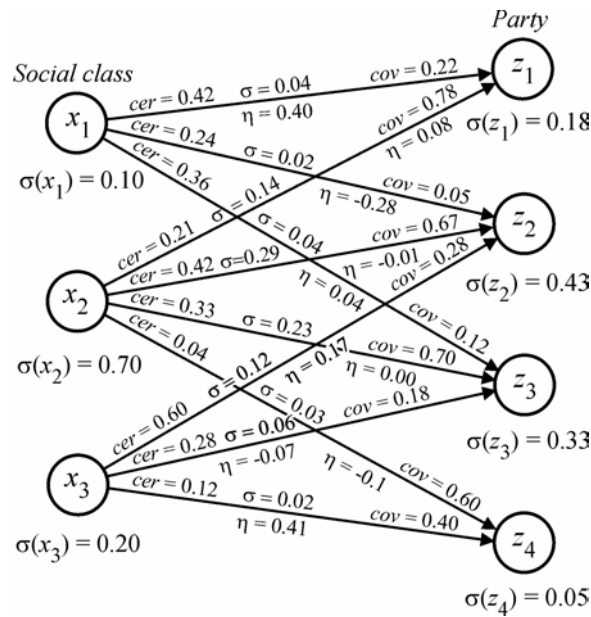 Party
Social class
z1
σ(z1) = 0.18
x1
σ(x1) = 0.10
cer = 0.42 σ = 0.04 cov = 0.22
η = 0.40
cer = 0.24 σ = 0.02 cov = 0.05
η = -0.28
cer = 0.36 σ = 0.04 cov = 0.12
η = 0.04
z2
σ(z2) = 0.43
x2
σ(x2) = 0.70
cer = 0.21 σ = 0.14 cov = 0.78
η = 0.08
cer = 0.42 σ=0.29 cov = 0.67
η = -0.01
cer = 0.33 σ = 0.23 cov = 0.70
η = 0.00
cer = 0.04 σ = 0.03 cov = 0.60
η = -0.1
z3
σ(z3) = 0.33
x3
σ(x3) = 0.20
cer = 0.60 σ = 0.12 cov = 0.28
η = 0.17
cer = 0.28 σ = 0.06 cov = 0.18
η = -0.07
cer = 0.12 σ = 0.02 cov = 0.40
η = 0.41
z4
σ(z4) = 0.05